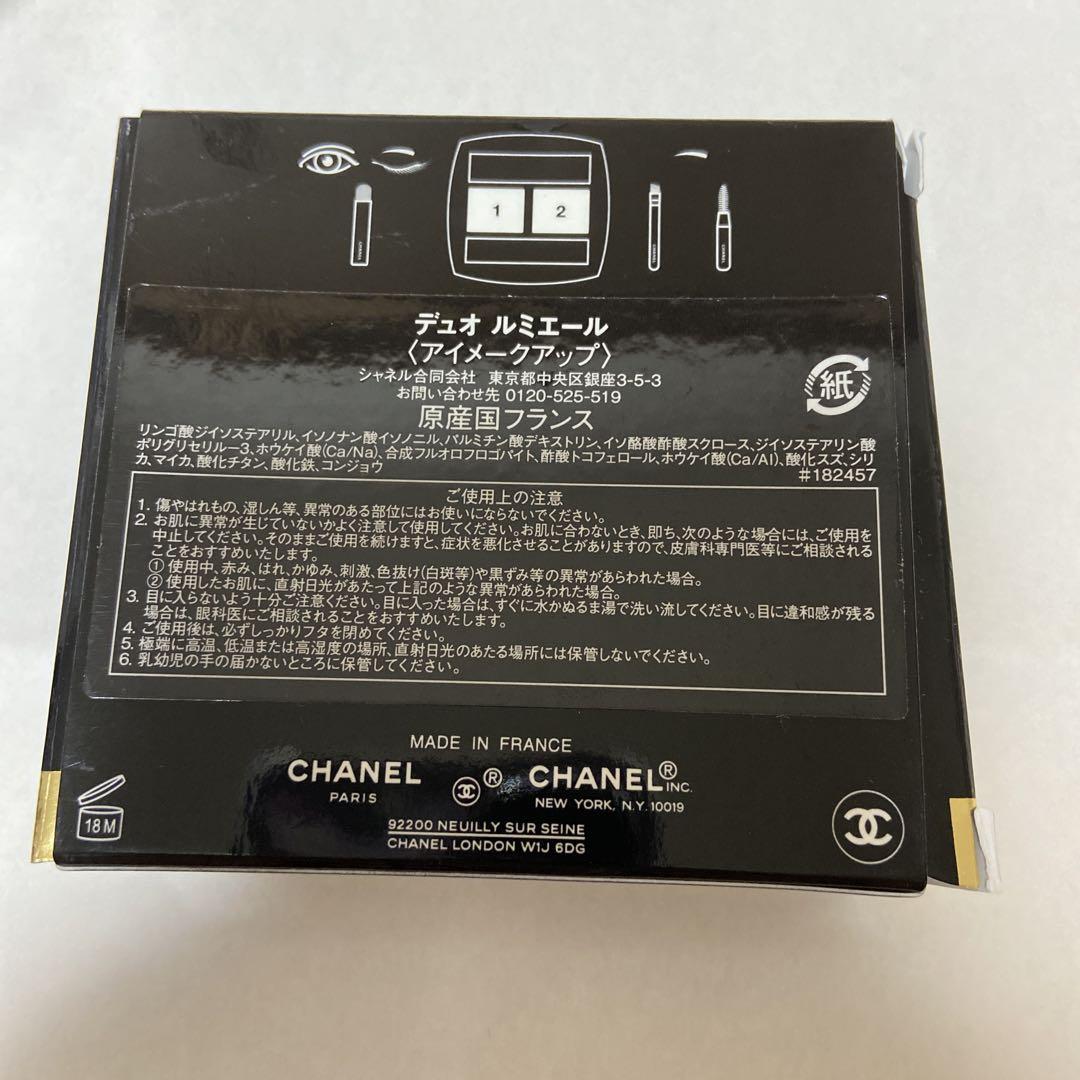 1 2
CHANEL CHANEL CHANEL
デュオ ルミエール
〈アイメークアップ〉
シャネル合同会社 東京都中央区銀座3-5-3
お問い合わせ先 0120-525-519
原産国フランス
紙
リンゴ酸ジイソステアリル、イソノナン酸イソノニル、パルミチン酸デキストリン、イソ酪酸酢酸スクロース、ジイソステアリン酸
ポリグリセリル-3、ホウケイ酸(Ca/Na)、合成フルオロフロゴパイト、酢酸トコフェロール、ホウケイ酸(Ca/Al)、酸化スズ、シリ
カ、マイカ、酸化チタン、酸化鉄、コンジョウ
#182457
ご使用上の注意
1. 傷やはれもの、湿しん等、異常のある部位にはお使いにならないでください。
2. お肌に異常が生じていないかよく注意して使用してください。お肌に合わないとき、即ち、次のような場合には、ご使用を
中止してください。そのままご使用を続けますと、症状を悪化させることがありますので、皮膚科専門医等にご相談される
ことをおすすめいたします。
① 使用中、赤み、はれ、かゆみ、刺激、色抜け(白斑等)や黒ずみ等の異常があらわれた場合。
② 使用したお肌に、直射日光があたって上記のような異常があらわれた場合。
3. 目に入らないよう十分ご注意ください。目に入った場合は、すぐに水かぬるま湯で洗い流してください。目に違和感が残る
場合は、眼科医にご相談されることをおすすめいたします。
4. ご使用後は、必ずしっかりフタを閉めてください。
5. 極端に高温、低温または高湿度の場所、直射日光のあたる場所には保管しないでください。
6. 乳幼児の手の届かないところに保管してください。
MADE IN FRANCE
CHANEL ® CHANEL® INC.
PARIS NEW YORK, N.Y. 10019
92200 NEUILLY SUR SEINE
CHANEL LONDON W1J 6DG
18 M